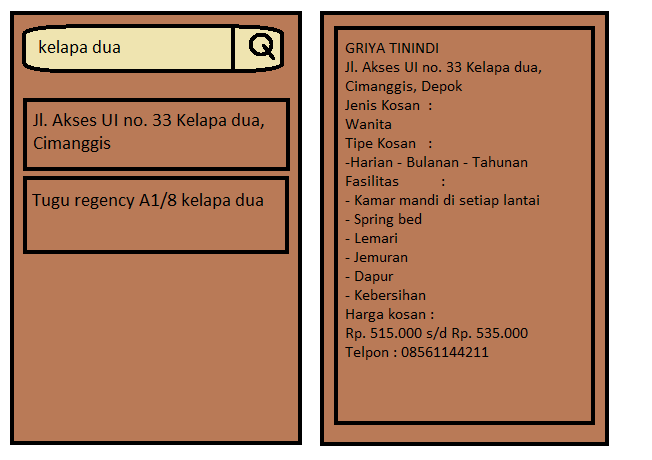 kelapa dua
Jl. Akses UI no. 33 Kelapa dua,
Cimanggis
Tugu regency A1/8 kelapa dua
GRIYA TININDI
Jl. Akses UI no. 33 Kelapa dua,
Cimanggis, Depok
Jenis Kosan :
Wanita
Tipe Kosan :
-Harian - Bulanan - Tahunan
Fasilitas :
- Kamar mandi di setiap lantai
- Spring bed
- Lemari
- Jemuran
- Dapur
- Kebersihan
Harga kosan :
Rp. 515.000 s/d Rp. 535.000
Telpon : 08561144211